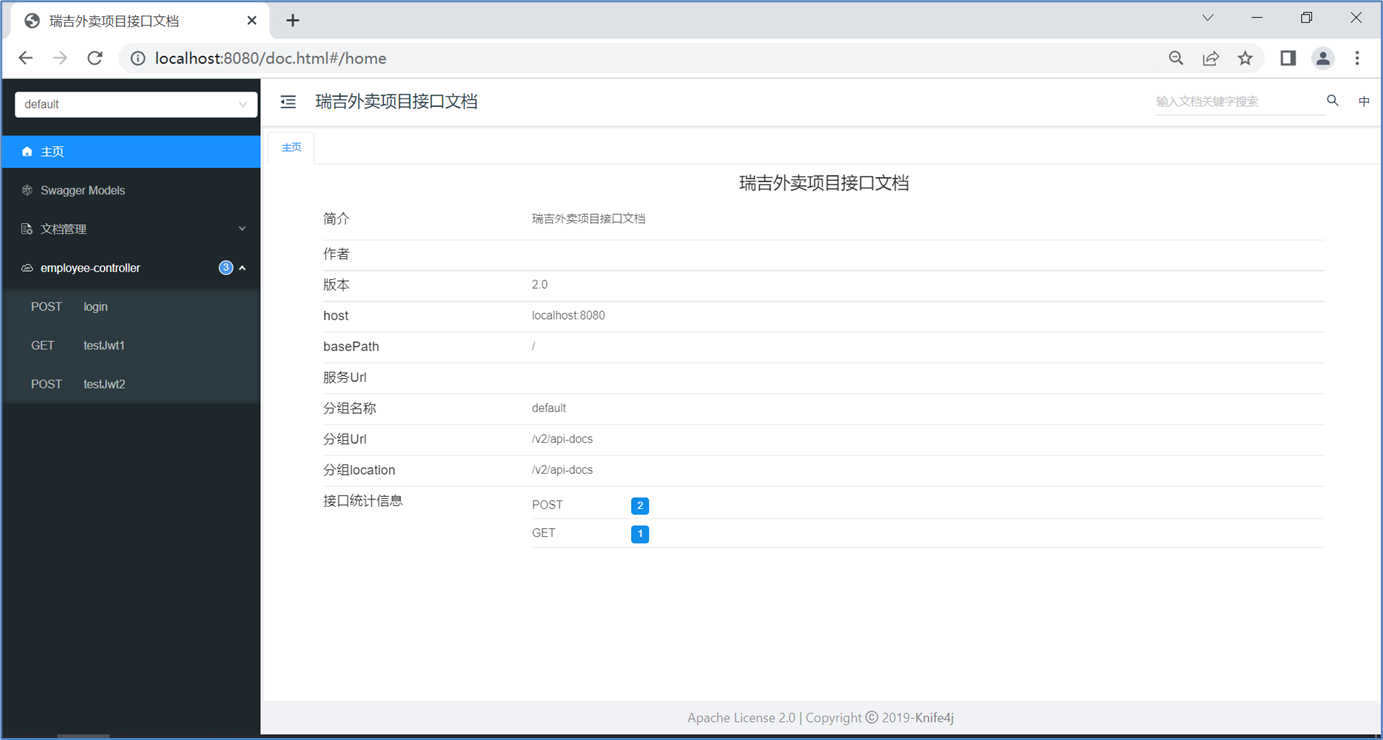 瑞吉外卖项目接口文档
localhost:8080/doc.html#/home
default
瑞吉外卖项目接口文档
输入文档关键字搜索
中
主页
主页
瑞吉外卖项目接口文档
Swagger Models
简介 瑞吉外卖项目接口文档
文档管理
作者
employee-controller 3
版本 2.0
POST login
host localhost:8080
GET testJwt1
basePath /
服务Url
POST testJwt2
分组名称 default
分组Url /v2/api-docs
分组location /v2/api-docs
接口统计信息 POST 2
GET 1
Apache License 2.0 | Copyright © 2019-Knife4j